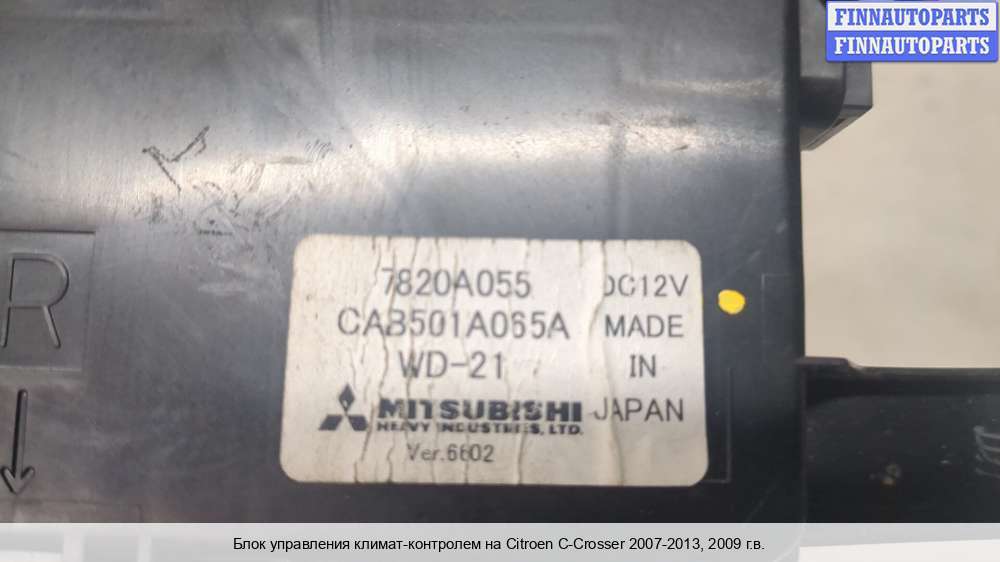 FINNAUTOPARTS
FINNAUTOPARTS
R
7820A055
CAB501A065A
WD-21
MITSUBISHI
HEAVY INDUSTRIES, LTD.
Ver.6602
DC12V
MADE
IN
JAPAN
Блок управления климат-контролем на Citroen C-Crosser 2007-2013, 2009 г.в.